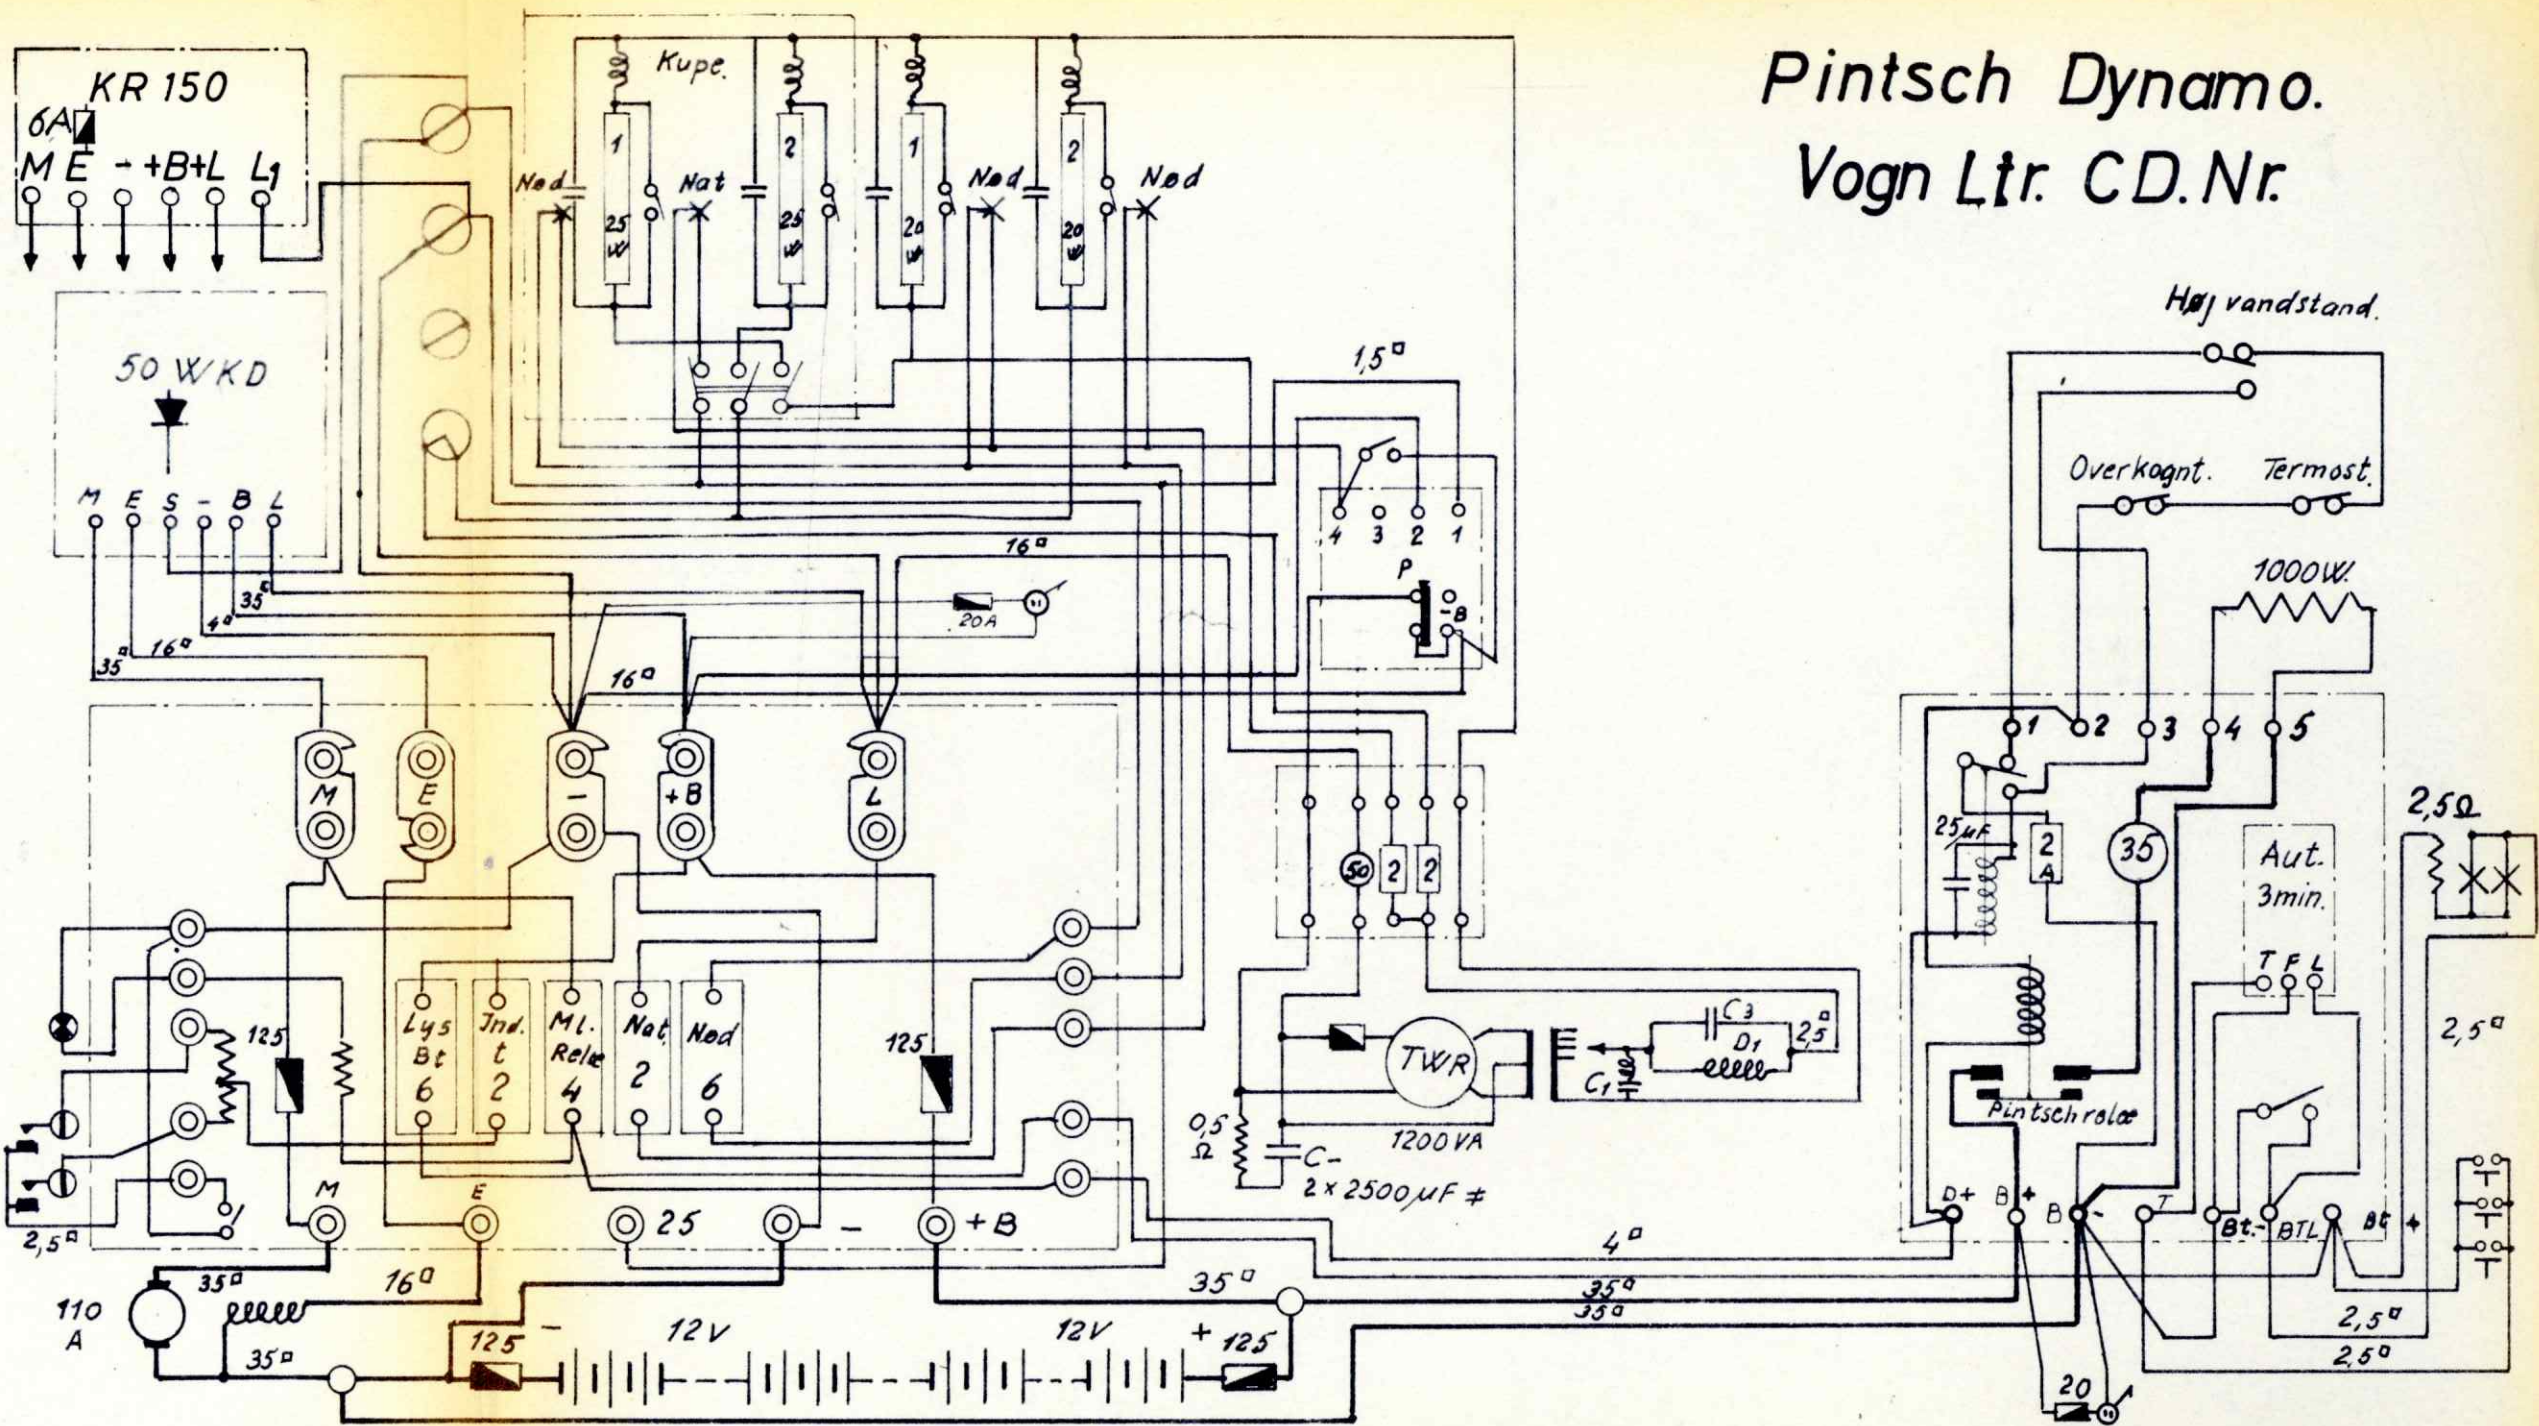 Pintsch Dynamo.
Vogn Ltr. CD. Nr.
KR 150
6A
M E - +B +L L1
50 WKD
M E S - B L
Kupe.
1 2 1 2
Nød Nat Nød Nød
25 W 25 W 20 W 20 W
1,5□
4 3 2 1
P
-
B
16□
20A
35□
4□
35□ 16□
16□
Høj vandstand.
Overkognt. Termost.
1000W.
1 2 3 4 5
25µF
2 A
35
Aut. 3min.
T F L
Pintschrelæ
2,5Ω
2,5□
D+ B+ B- T Bt.- BTL Bt +
M E - +B L
125
Lys Bt 6
Ind. t 2
Ml. Relæ 4
Nat. 2
Nød 6
125
50 2 2
TWR
1200VA
0,5 Ω
C-
2 x 2500µF ≠
C3
D1
C1
2,5□
2,5□
M E 25 - +B
110 A
35□
16□
35□
125 - 12V 12V + 125
35□
4□
35□
35□
2,5□
2,5□
20